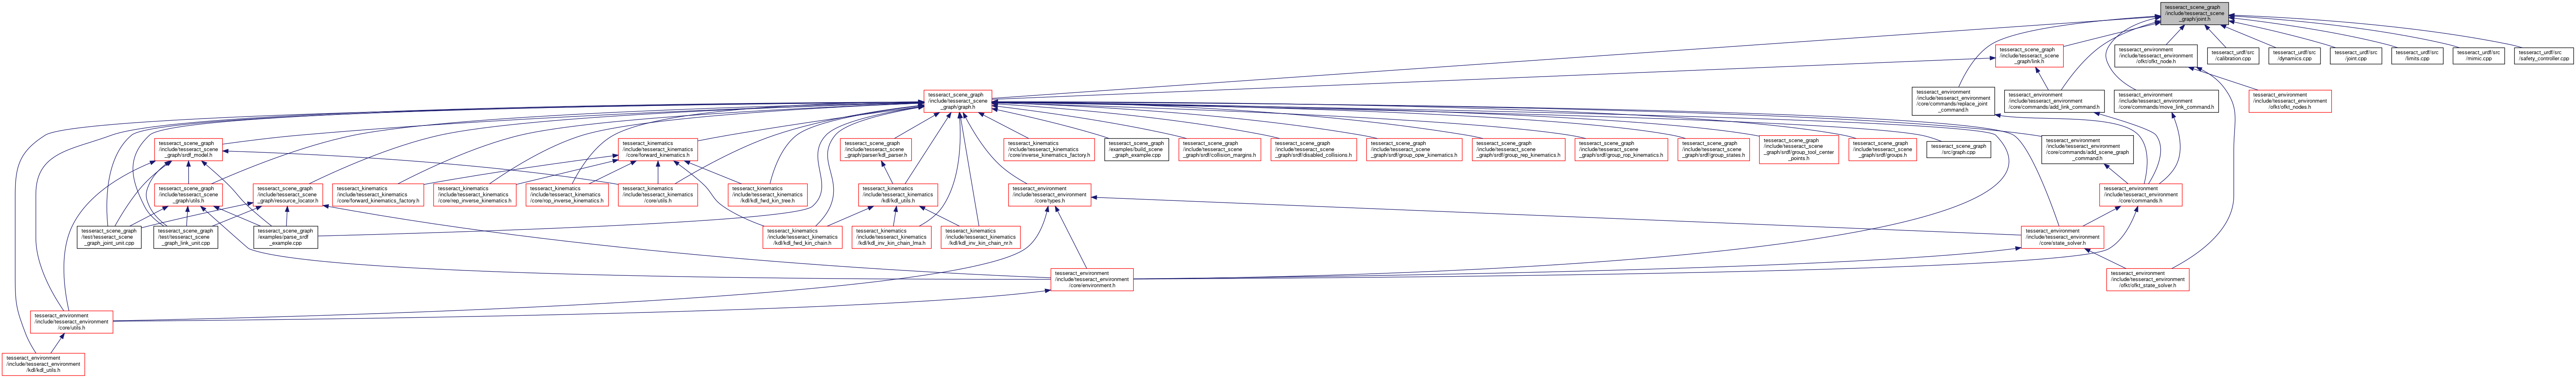 tesseract_scene_graph
/include/tesseract_scene
_graph/joint.h
tesseract_scene_graph
/include/tesseract_scene
_graph/link.h
tesseract_environment
/include/tesseract_environment
/ofkt/ofkt_node.h
tesseract_urdf/src
/calibration.cpp
tesseract_urdf/src
/dynamics.cpp
tesseract_urdf/src
/joint.cpp
tesseract_urdf/src
/limits.cpp
tesseract_urdf/src
/mimic.cpp
tesseract_urdf/src
/safety_controller.cpp
tesseract_scene_graph
/include/tesseract_scene
_graph/graph.h
tesseract_environment
/include/tesseract_environment
/core/commands/replace_joint
_command.h
tesseract_environment
/include/tesseract_environment
/core/commands/add_link_command.h
tesseract_environment
/include/tesseract_environment
/core/commands/move_link_command.h
tesseract_environment
/include/tesseract_environment
/ofkt/ofkt_nodes.h
tesseract_scene_graph
/include/tesseract_scene
_graph/srdf_model.h
tesseract_kinematics
/include/tesseract_kinematics
/core/forward_kinematics.h
tesseract_scene_graph
/include/tesseract_scene
_graph/parser/kdl_parser.h
tesseract_kinematics
/include/tesseract_kinematics
/core/inverse_kinematics_factory.h
tesseract_scene_graph
/examples/build_scene
_graph_example.cpp
tesseract_scene_graph
/include/tesseract_scene
_graph/srdf/collision_margins.h
tesseract_scene_graph
/include/tesseract_scene
_graph/srdf/disabled_collisions.h
tesseract_scene_graph
/include/tesseract_scene
_graph/srdf/group_opw_kinematics.h
tesseract_scene_graph
/include/tesseract_scene
_graph/srdf/group_rep_kinematics.h
tesseract_scene_graph
/include/tesseract_scene
_graph/srdf/group_rop_kinematics.h
tesseract_scene_graph
/include/tesseract_scene
_graph/srdf/group_states.h
tesseract_scene_graph
/include/tesseract_scene
_graph/srdf/group_tool_center
_points.h
tesseract_scene_graph
/include/tesseract_scene
_graph/srdf/groups.h
tesseract_scene_graph
/src/graph.cpp
tesseract_environment
/include/tesseract_environment
/core/commands/add_scene_graph
_command.h
tesseract_scene_graph
/include/tesseract_scene
_graph/utils.h
tesseract_scene_graph
/include/tesseract_scene
_graph/resource_locator.h
tesseract_kinematics
/include/tesseract_kinematics
/core/forward_kinematics_factory.h
tesseract_kinematics
/include/tesseract_kinematics
/core/rep_inverse_kinematics.h
tesseract_kinematics
/include/tesseract_kinematics
/core/rop_inverse_kinematics.h
tesseract_kinematics
/include/tesseract_kinematics
/core/utils.h
tesseract_kinematics
/include/tesseract_kinematics
/kdl/kdl_fwd_kin_tree.h
tesseract_kinematics
/include/tesseract_kinematics
/kdl/kdl_utils.h
tesseract_environment
/include/tesseract_environment
/core/types.h
tesseract_environment
/include/tesseract_environment
/core/commands.h
tesseract_scene_graph
/test/tesseract_scene
_graph_joint_unit.cpp
tesseract_scene_graph
/test/tesseract_scene
_graph_link_unit.cpp
tesseract_scene_graph
/examples/parse_srdf
_example.cpp
tesseract_kinematics
/include/tesseract_kinematics
/kdl/kdl_fwd_kin_chain.h
tesseract_kinematics
/include/tesseract_kinematics
/kdl/kdl_inv_kin_chain_lma.h
tesseract_kinematics
/include/tesseract_kinematics
/kdl/kdl_inv_kin_chain_nr.h
tesseract_environment
/include/tesseract_environment
/core/state_solver.h
tesseract_environment
/include/tesseract_environment
/core/environment.h
tesseract_environment
/include/tesseract_environment
/ofkt/ofkt_state_solver.h
tesseract_environment
/include/tesseract_environment
/core/utils.h
tesseract_environment
/include/tesseract_environment
/kdl/kdl_utils.h